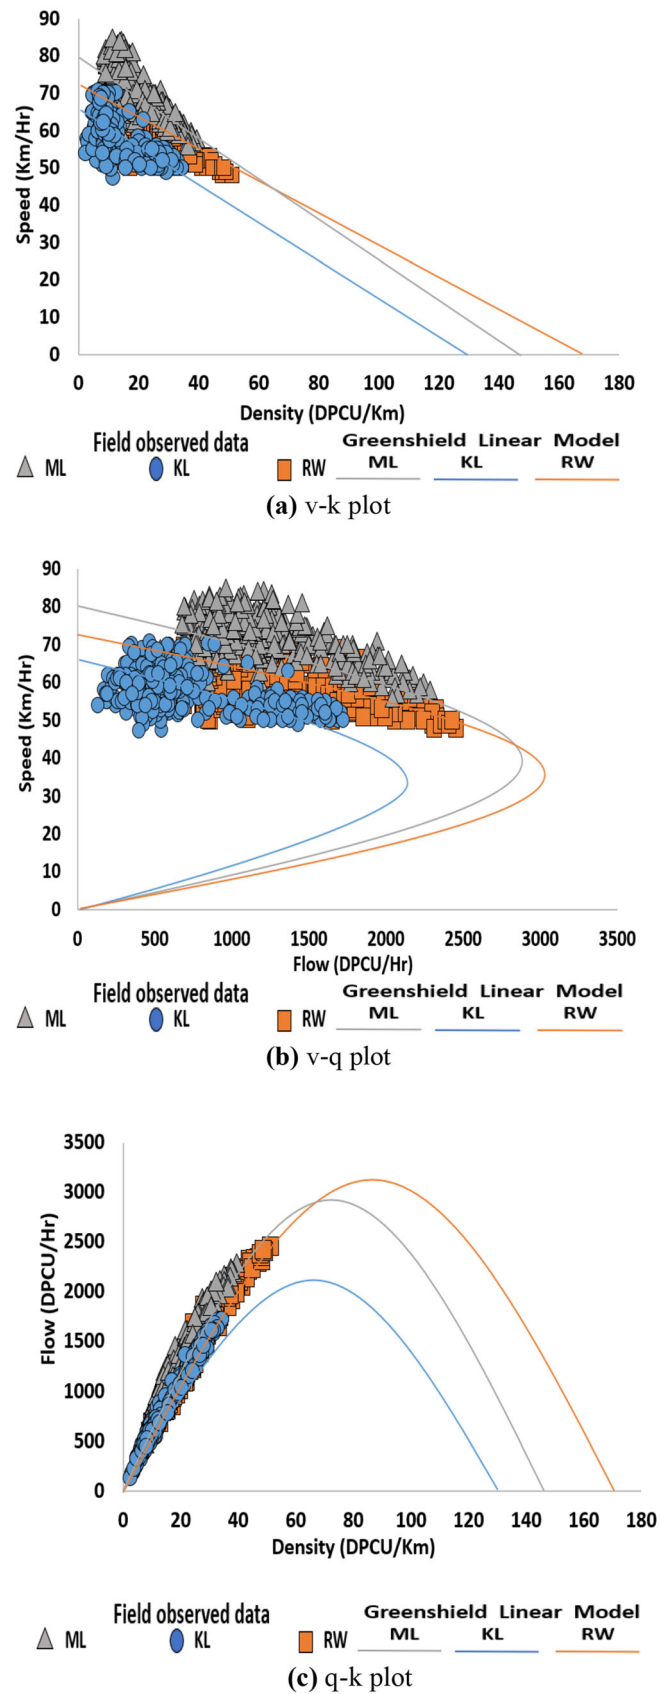 90
80
70
60
50
40
30
20
10
0
Speed (Km/Hr)
0 20 40 60 80 100 120 140 160 180
Density (DPCU/Km)
Field observed data Greenshield Linear Model
ML KL RW ML KL RW
(a) v-k plot
90
80
70
60
50
40
30
20
10
0
Speed (Km/Hr)
0 500 1000 1500 2000 2500 3000 3500
Flow (DPCU/Hr)
Field observed data Greenshield Linear Model
ML KL RW ML KL RW
(b) v-q plot
3500
3000
2500
2000
1500
1000
500
0
Flow (DPCU/Hr)
0 20 40 60 80 100 120 140 160 180
Density (DPCU/Km)
Field observed data Greenshield Linear Model
ML KL RW ML KL RW
(c) q-k plot